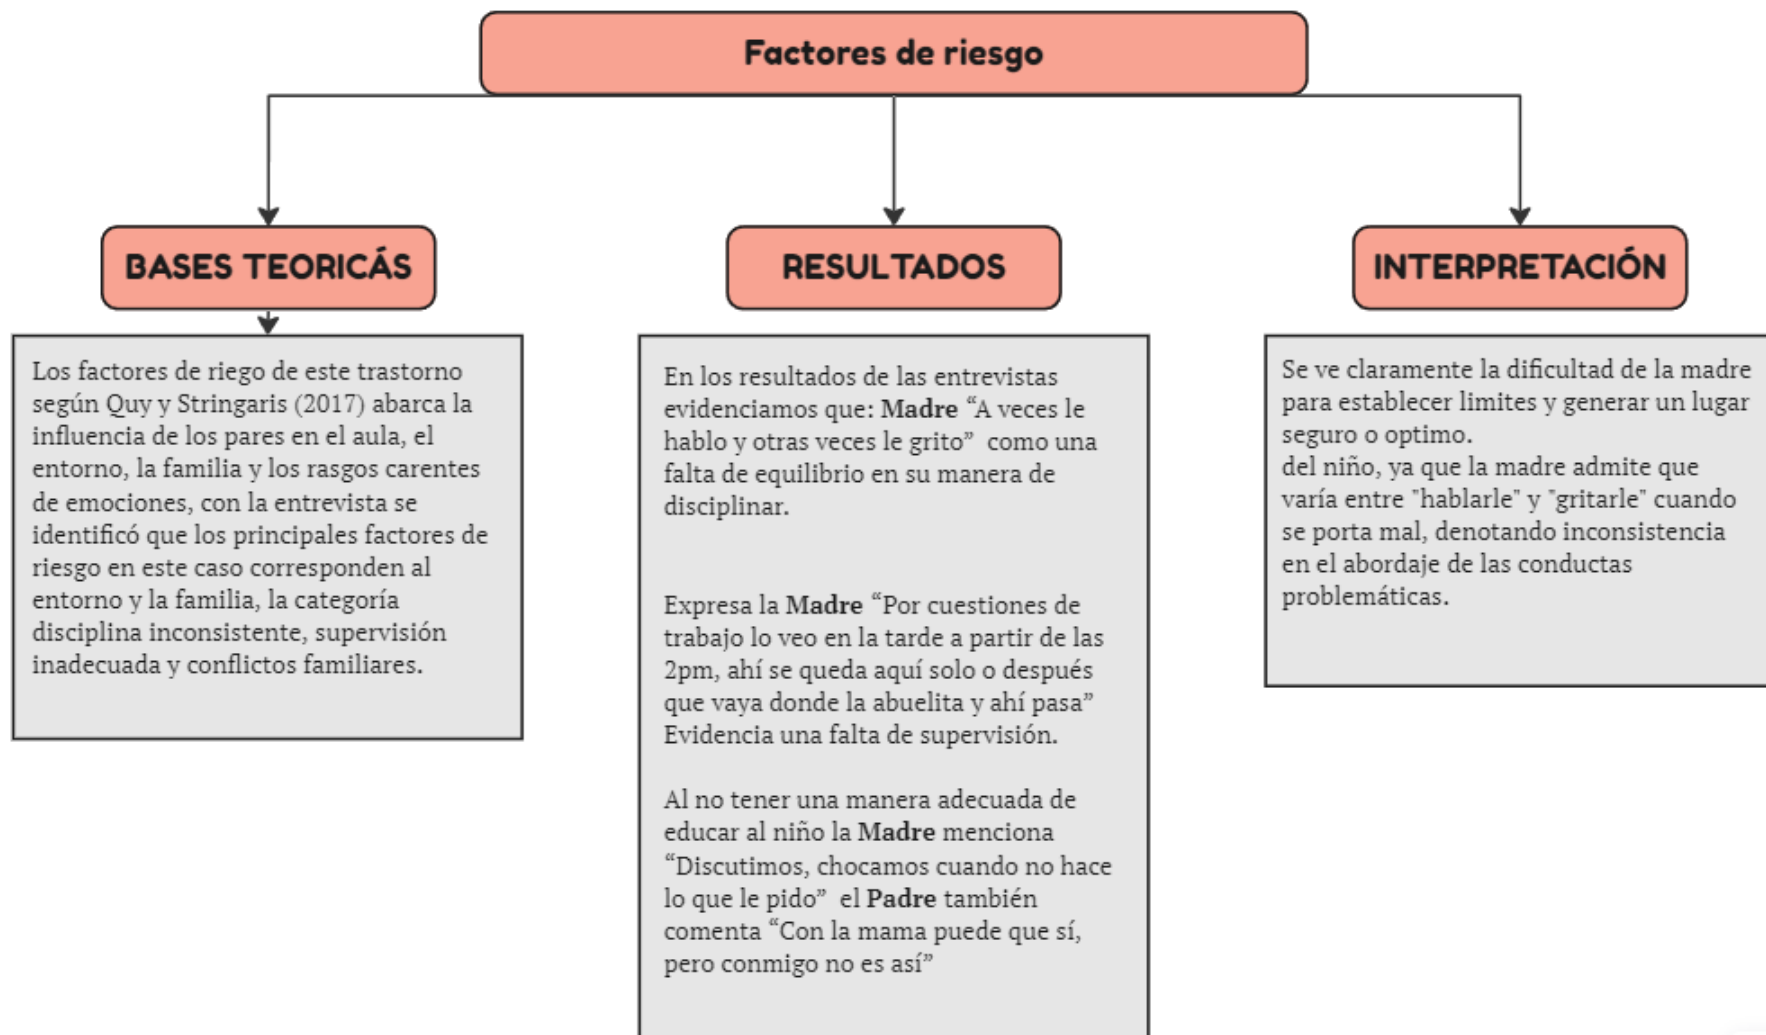 Factores de riesgo
BASES TEORICÁS
Los factores de riego de este trastorno
según Quy y Stringaris (2017) abarca la
influencia de los pares en el aula, el
entorno, la familia y los rasgos carentes
de emociones, con la entrevista se
identificó que los principales factores de
riesgo en este caso corresponden al
entorno y la familia, la categoría
disciplina inconsistente, supervisión
inadecuada y conflictos familiares.
RESULTADOS
En los resultados de las entrevistas
evidenciamos que: Madre “A veces le
hablo y otras veces le grito” como una
falta de equilibrio en su manera de
disciplinar.
Expresa la Madre “Por cuestiones de
trabajo lo veo en la tarde a partir de las
2pm, ahí se queda aquí solo o después
que vaya donde la abuelita y ahí pasa”
Evidencia una falta de supervisión.
Al no tener una manera adecuada de
educar al niño la Madre menciona
“Discutimos, chocamos cuando no hace
lo que le pido” el Padre también
comenta “Con la mama puede que sí,
pero conmigo no es así”
INTERPRETACIÓN
Se ve claramente la dificultad de la madre
para establecer limites y generar un lugar
seguro o optimo.
del niño, ya que la madre admite que
varía entre "hablarle" y "gritarle" cuando
se porta mal, denotando inconsistencia
en el abordaje de las conductas
problemáticas.